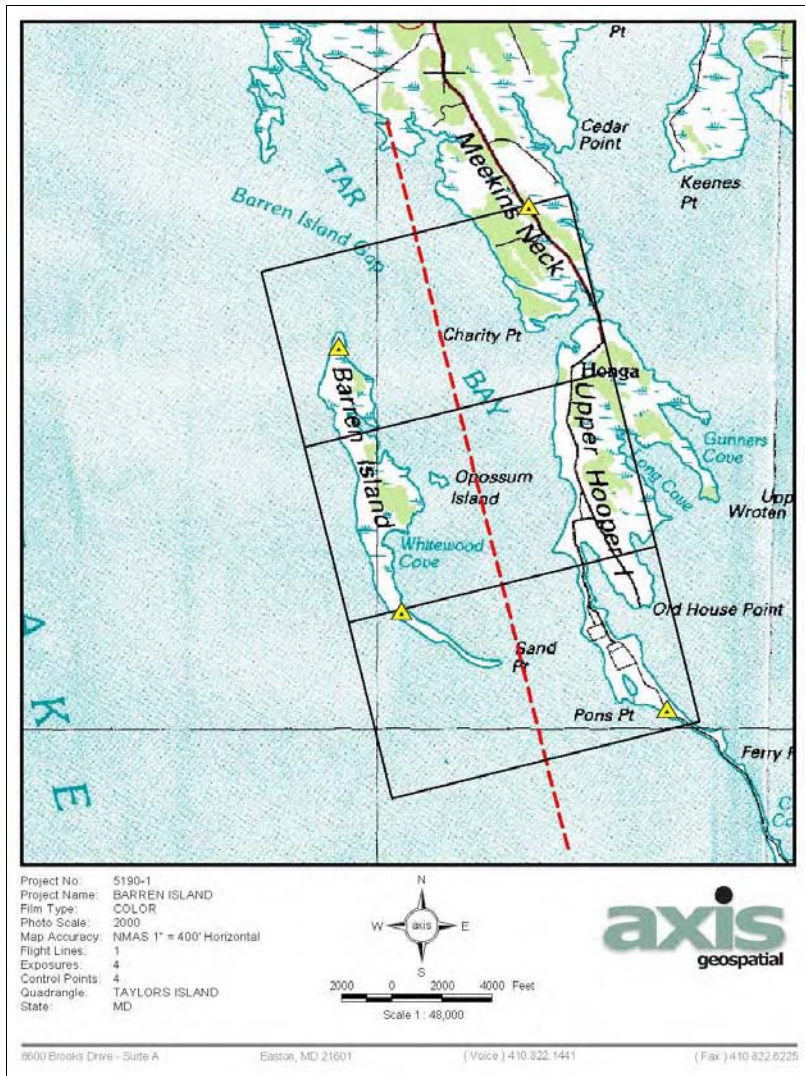 Pt
Cedar
Point
Keenes
Pt
TAR
Meekins Neck
Barren Island Gap
Charity Pt
BAY
Honga
Barren Island
Upper Hooper I
Gunners
Cove
Long Cove
Opossum
Island
Upp
Wroten
Whitewood
Cove
Old House Point
Sand
Pt
A
K
E
Pons Pt
Ferry
Project No: 5190-1
Project Name: BARREN ISLAND
Film Type: COLOR
Photo Scale: 2000
Map Accuracy: NMAS 1" = 400' Horizontal
Flight Lines: 1
Exposures: 4
Control Points: 4
Quadrangle: TAYLORS ISLAND
State: MD
N
W axis E
S
2000 0 2000 4000 Feet
Scale 1 : 48,000
axis
geospatial
8600 Brooks Drive - Suite A Easton, MD 21601 ( Voice ) 410.822.1441 ( Fax ) 410.822.6225